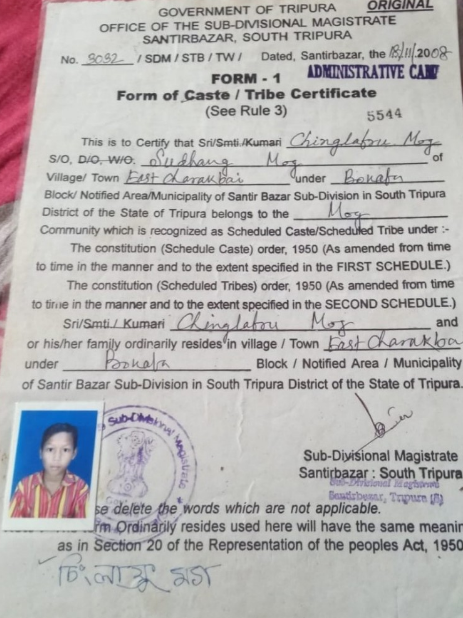 ORIGINAL
GOVERNMENT OF TRIPURA
OFFICE OF THE SUB-DIVISIONAL MAGISTRATE
SANTIRBAZAR, SOUTH TRIPURA
No. 3032 / SDM / STB / TW / Dated, Santirbazar, the 18/11/2008
ADMINISTRATIVE CAMP
FORM - 1
Form of Caste / Tribe Certificate
(See Rule 3)
5544
This is to Certify that Sri/Smti./Kumari Chinglafru Mog
S/O, D/O, W/O. Mog of
Village/ Town East Charakbai under Bokafa
Block/ Notified Area/Municipality of Santir Bazar Sub-Division in South Tripura
District of the State of Tripura belongs to the Mog
Community which is recognized as Scheduled Caste/Scheduled Tribe under :-
The constitution (Schedule Caste) order, 1950 (As amended from time
to time in the manner and to the extent specified in the FIRST SCHEDULE.)
The constitution (Scheduled Tribes) order, 1950 (As amended from time
to time in the manner and to the extent specified in the SECOND SCHEDULE.)
Sri/Smti./ Kumari Chinglafru Mog and
or his/her family ordinarily resides in village / Town East Charakbai
under Bokafa Block / Notified Area / Municipality
of Santir Bazar Sub-Division in South Tripura District of the State of Tripura.
Sub-Divisional Magistrate
Sub-Divisional Magistrate
Santirbazar : South Tripura
Sub-Divisional Magistrate
Santirbazar, Tripura (S)
se delete the words which are not applicable.
rm Ordinarily resides used here will have the same meanin
as in Section 20 of the Representation of the peoples Act, 1950
চিংলাফ্রু মগ